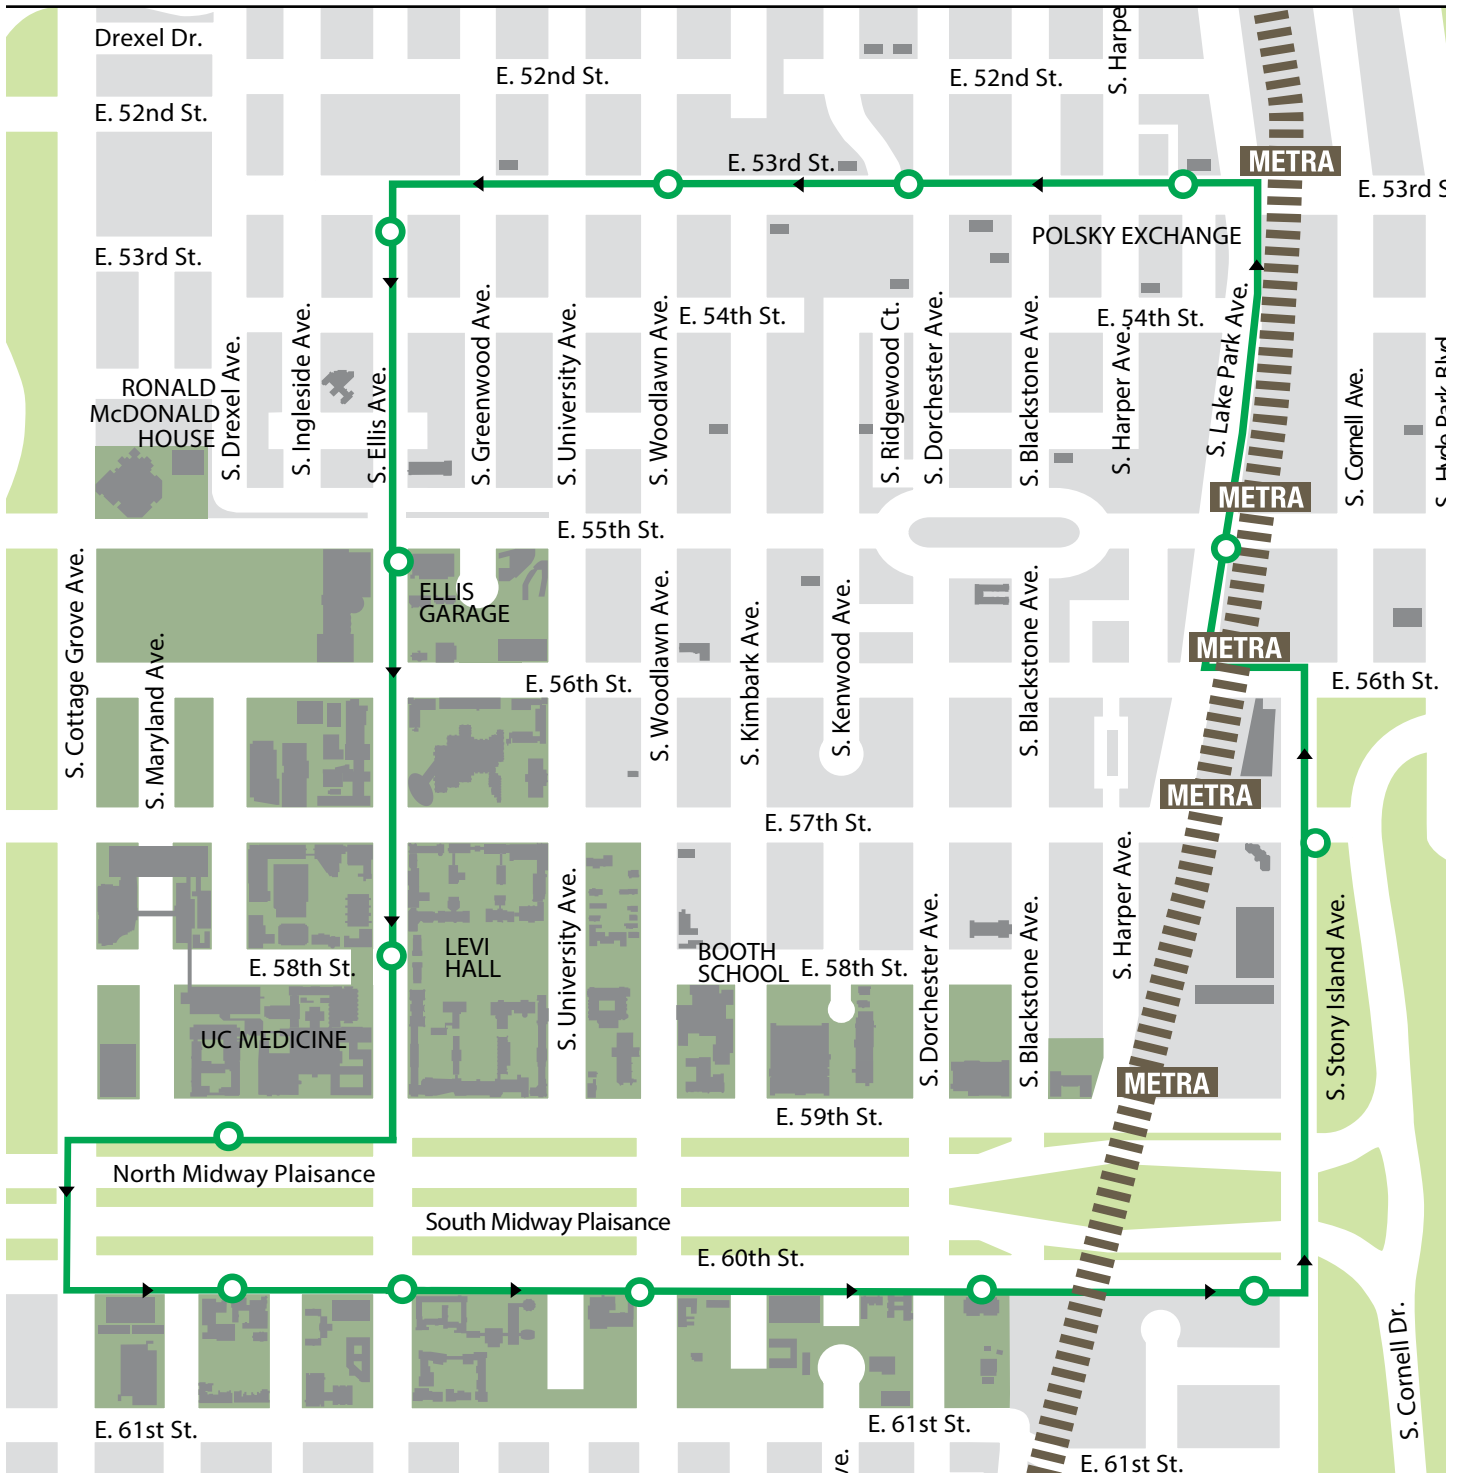 Drexel Dr.
E. 52nd St.
E. 52nd St.
S. Harpe
E. 52nd St.
E. 53rd St.
METRA
E. 53rd S
POLSKY EXCHANGE
E. 53rd St.
E. 54th St.
E. 54th St.
S. Drexel Ave.
S. Ingleside Ave.
S. Ellis Ave.
S. Greenwood Ave.
S. University Ave.
S. Woodlawn Ave.
S. Ridgewood Ct.
S. Dorchester Ave.
S. Blackstone Ave.
S. Harper Ave.
S. Lake Park Ave.
S. Cornell Ave.
S. Hyde Park Blvd
RONALD
McDONALD
HOUSE
METRA
E. 55th St.
ELLIS
GARAGE
S. Cottage Grove Ave.
S. Maryland Ave.
S. Woodlawn Ave.
S. Kimbark Ave.
S. Kenwood Ave.
S. Blackstone Ave.
METRA
E. 56th St.
E. 56th St.
METRA
E. 57th St.
S. University Ave.
S. Dorchester Ave.
S. Blackstone Ave.
S. Harper Ave.
S. Stony Island Ave.
LEVI
HALL
BOOTH
SCHOOL
E. 58th St.
E. 58th St.
UC MEDICINE
METRA
E. 59th St.
North Midway Plaisance
South Midway Plaisance
E. 60th St.
S. Cornell Dr.
E. 61st St.
E. 61st St.
ve.
E. 61st St.